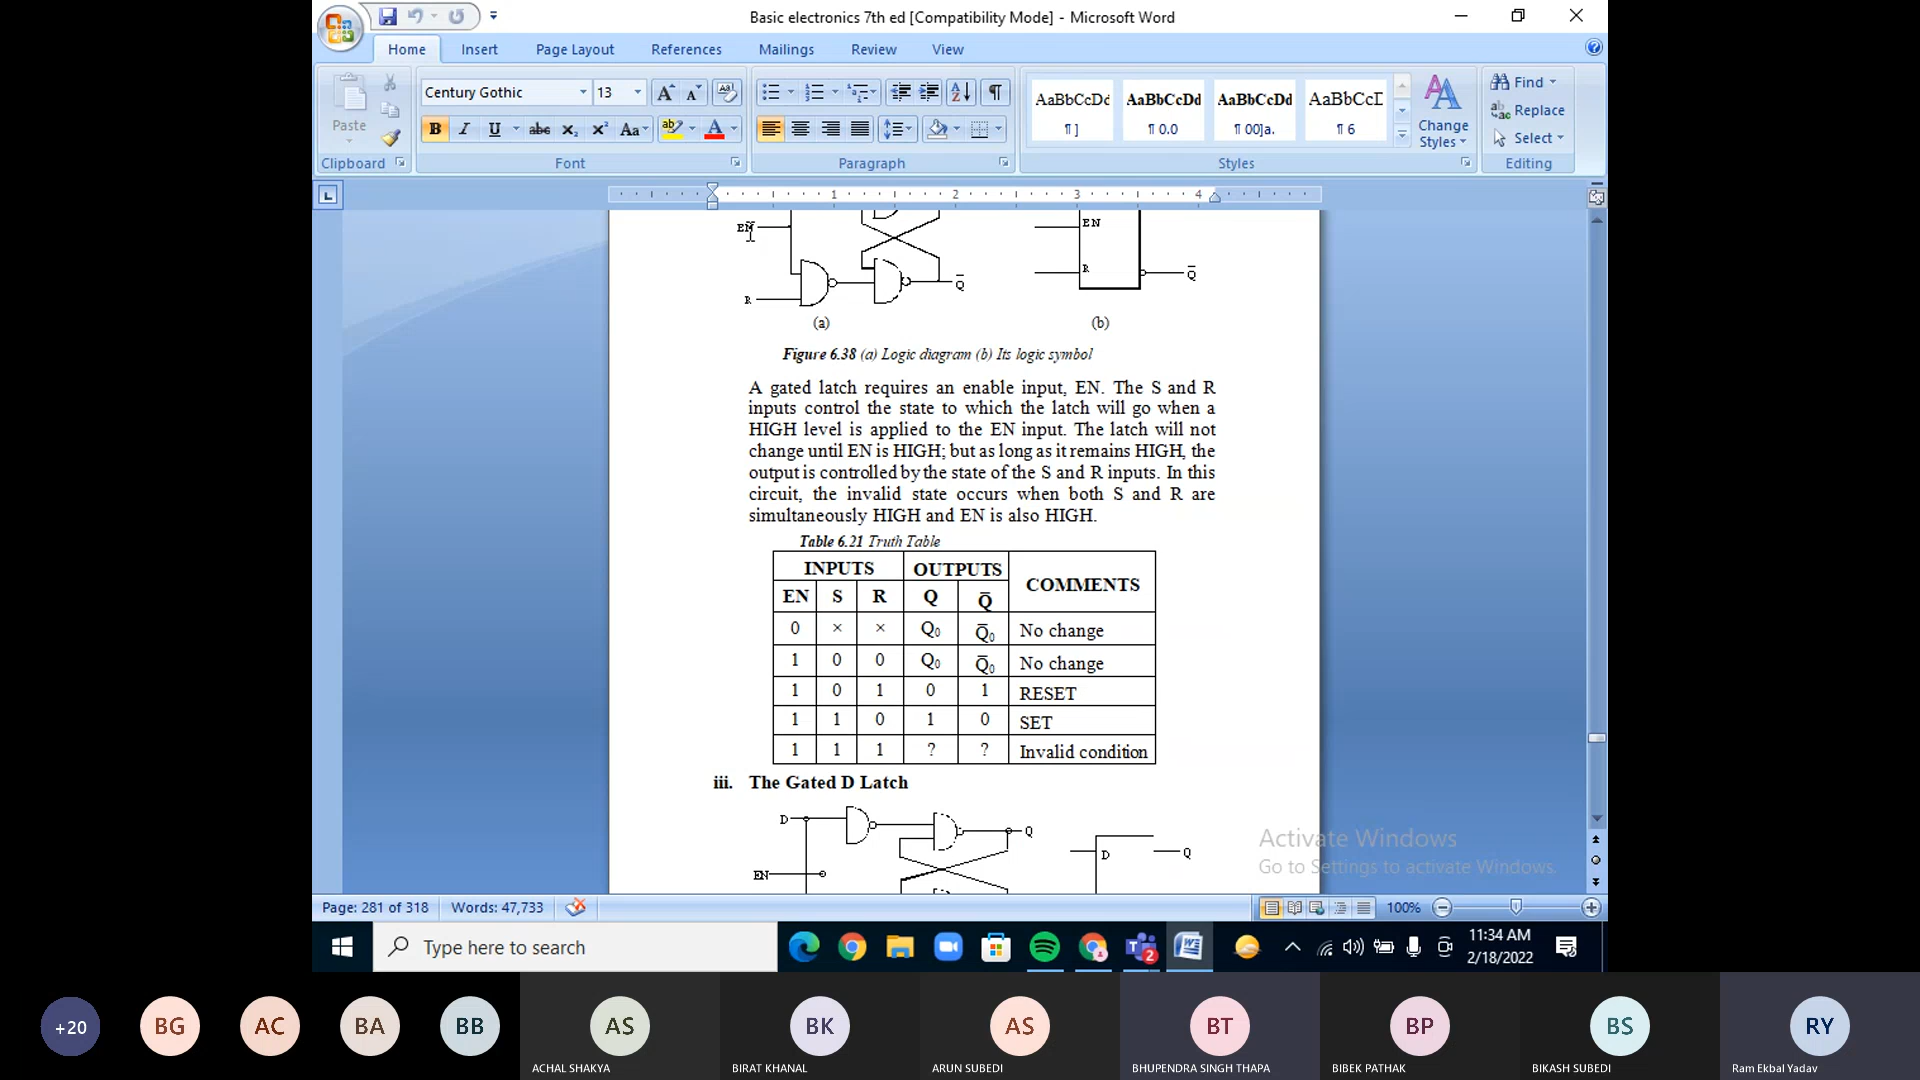 Basic electronics 7th ed [Compatibility Mode] - Microsoft Word
Home Insert Page Layout References Mailings Review View
Paste
Clipboard
Century Gothic 13
B I U abc X₂ X² Aa
Font
Paragraph
AaBbCcDd AaBbCcDd AaBbCcDd AaBbCcD
¶ ] ¶ 0.0 ¶ 00]a. ¶ 6
Change Styles
Styles
Find
Replace
Select
Editing
1 2 3 4
EN
R
Q̅
(a)
EN
R
Q̅
(b)
Figure 6.38 (a) Logic diagram (b) Its logic symbol
A gated latch requires an enable input, EN. The S and R
inputs control the state to which the latch will go when a
HIGH level is applied to the EN input. The latch will not
change until EN is HIGH; but as long as it remains HIGH, the
output is controlled by the state of the S and R inputs. In this
circuit, the invalid state occurs when both S and R are
simultaneously HIGH and EN is also HIGH.
Table 6.21 Truth Table
INPUTS OUTPUTS COMMENTS
EN S R Q Q̅
0 × × Q₀ Q̅₀ No change
1 0 0 Q₀ Q̅₀ No change
1 0 1 0 1 RESET
1 1 0 1 0 SET
1 1 1 ? ? Invalid condition
iii. The Gated D Latch
D
Q
EN
D
Q
Activate Windows
Go to Settings to activate Windows.
Page: 281 of 318 Words: 47,733 100%
Type here to search
2
11:34 AM
2/18/2022
+20 BG AC BA BB AS BK AS BT BP BS RY
ACHAL SHAKYA BIRAT KHANAL ARUN SUBEDI BHUPENDRA SINGH THAPA BIBEK PATHAK BIKASH SUBEDI Ram Ekbal Yadav